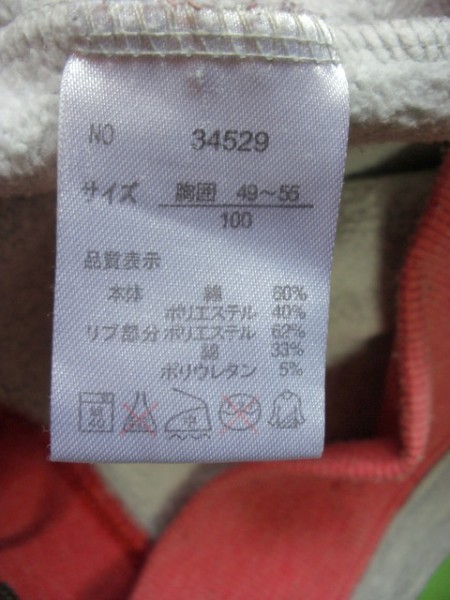 NO 34529
サイズ 胸囲 49～55
100
品質表示
本体 綿 60%
ポリエステル 40%
リブ部分 ポリエステル 62%
綿 33%
ポリウレタン 5%
中